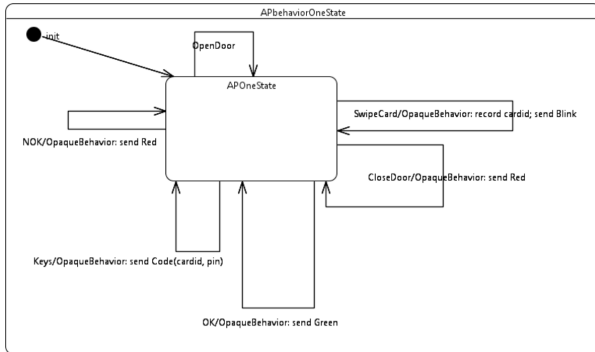 APbehaviorOneState
init
OpenDoor
APOneState
SwipeCard/OpaqueBehavior: record cardid; send Blink
NOK/OpaqueBehavior: send Red
CloseDoor/OpaqueBehavior: send Red
Keys/OpaqueBehavior: send Code(cardid, pin)
OK/OpaqueBehavior: send Green